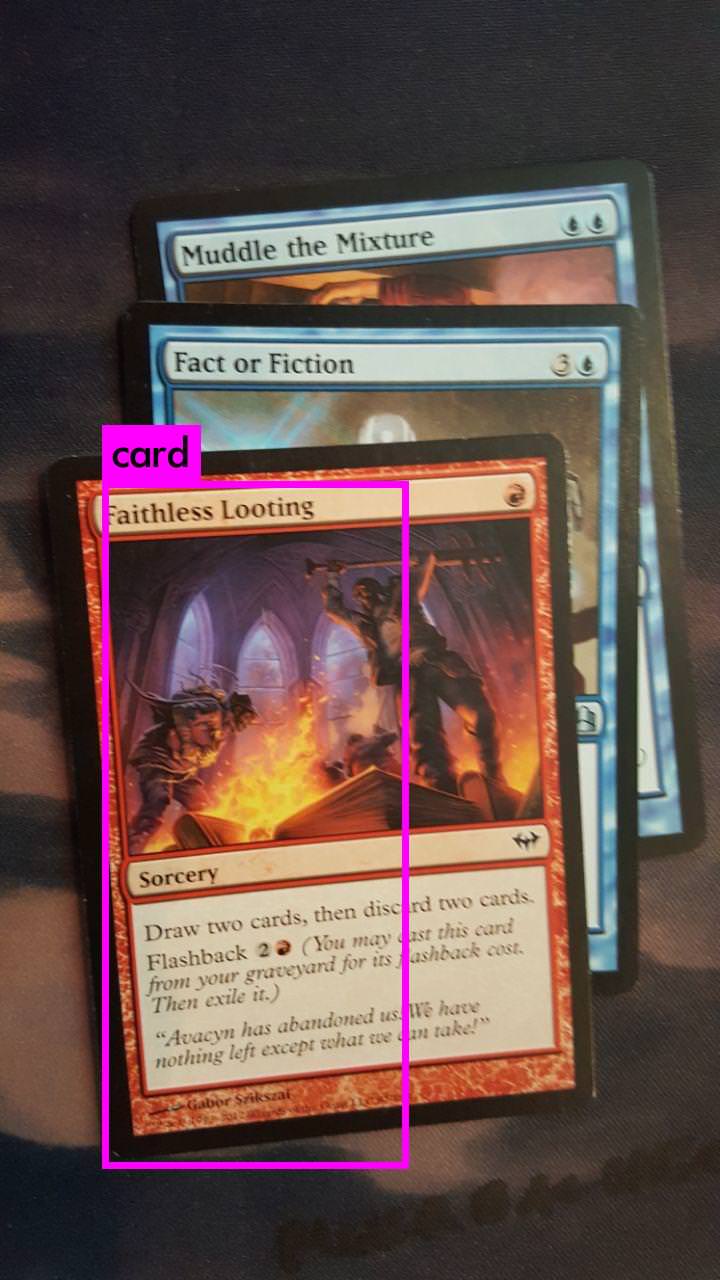 Muddle the Mixture
Fact or Fiction
3
card
Faithless Looting
Sorcery
Draw two cards, then discard two cards.
Flashback 2 (You may cast this card
from your graveyard for its flashback cost.
Then exile it.)
"Avacyn has abandoned us! We have
nothing left except what we can take!"
Gabor Szikszai